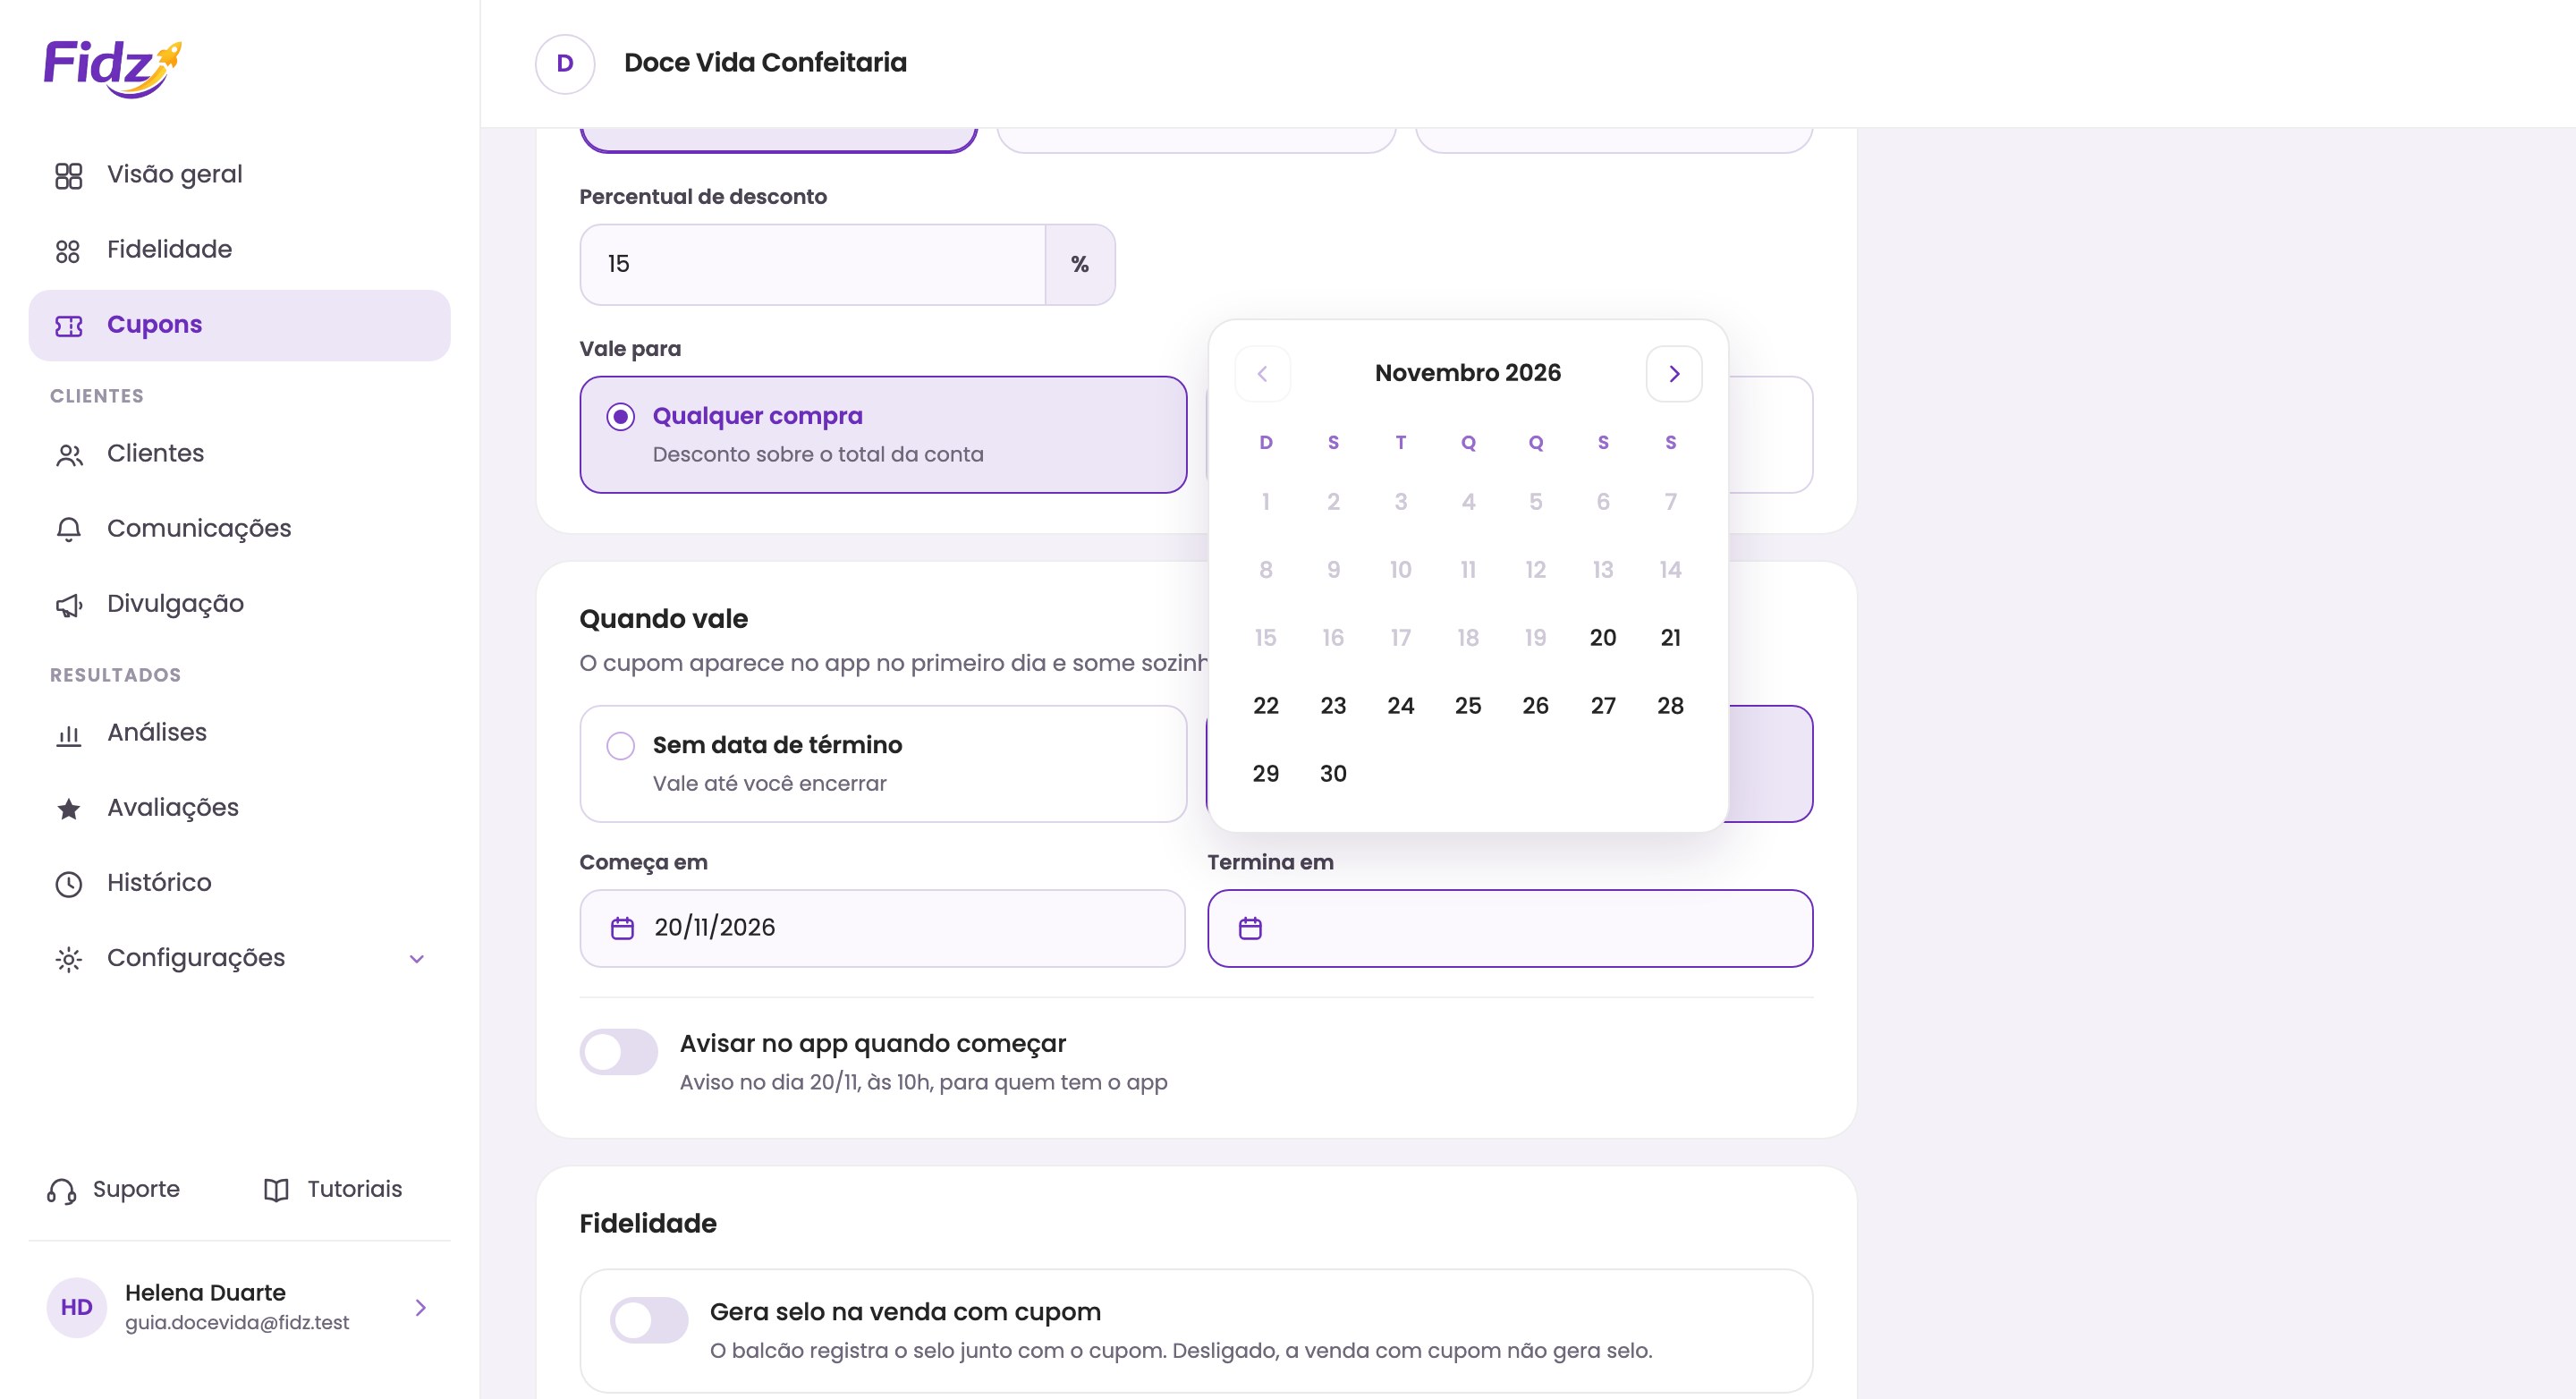 Fidz
Visão geral
Fidelidade
Cupons
CLIENTES
Clientes
Comunicações
Divulgação
RESULTADOS
Análises
Avaliações
Histórico
Configurações
Suporte
Tutoriais
HD
Helena Duarte
guia.docevida@fidz.test
D
Doce Vida Confeitaria
Percentual de desconto
15
%
Vale para
Qualquer compra
Desconto sobre o total da conta
Quando vale
O cupom aparece no app no primeiro dia e some
Sem data de término
Vale até você encerrar
Novembro 2026
D S T Q Q S S
1 2 3 4 5 6 7
8 9 10 11 12 13 14
15 16 17 18 19 20 21
22 23 24 25 26 27 28
29 30
Começa em
20/11/2026
Termina em
Avisar no app quando começar
Aviso no dia 20/11, às 10h, para quem tem o app
Fidelidade
Gera selo na venda com cupom
O balcão registra o selo junto com o cupom. Desligado, a venda com cupom não gera selo.